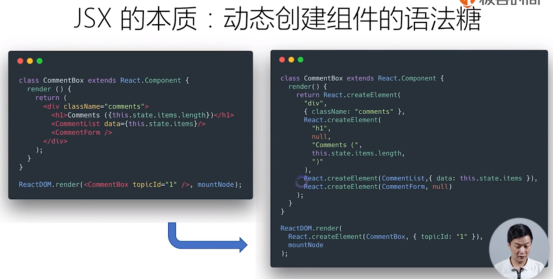 JSX 的本质：动态创建组件的语法糖
class CommentBox extends React.Component {
render () {
return (
<div className="comments">
<h1>Comments ({this.state.items.length})</h1>
<CommentList data={this.state.items}/>
<CommentForm />
</div>
);
}
}
ReactDOM.render(<CommentBox topicId="1" />, mountNode);
class CommentBox extends React.Component {
render() {
return React.createElement(
"div",
{ className: "comments" },
React.createElement(
"h1",
null,
"Comments (",
this.state.items.length,
")"
),
React.createElement(CommentList,{ data: this.state.items }),
React.createElement(CommentForm, null)
);
}
}
ReactDOM.render(
React.createElement(CommentBox, { topicId: "1" }),
mountNode
);